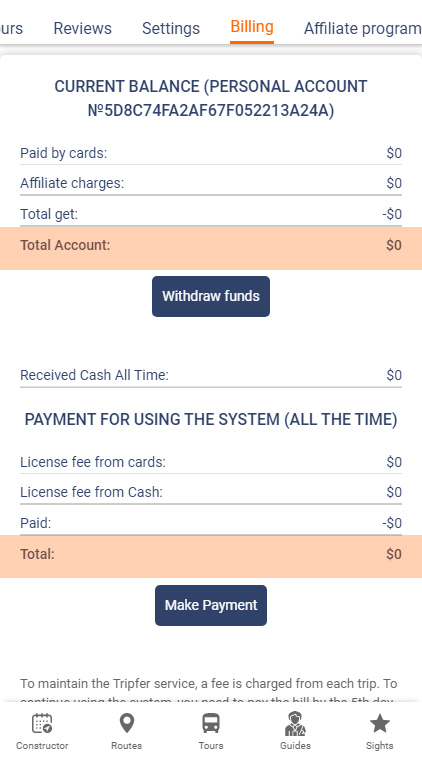 urs Reviews Settings Billing Affiliate program
CURRENT BALANCE (PERSONAL ACCOUNT
№5D8C74FA2AF67F052213A24A)
Paid by cards: $0
Affiliate charges: $0
Total get: -$0
Total Account: $0
Withdraw funds
Received Cash All Time: $0
PAYMENT FOR USING THE SYSTEM (ALL THE TIME)
License fee from cards: $0
License fee from Cash: $0
Paid: -$0
Total: $0
Make Payment
To maintain the Tripfer service, a fee is charged from each trip. To
continue using the system, you need to pay the bill by the 5th day
Constructor Routes Tours Guides Sights